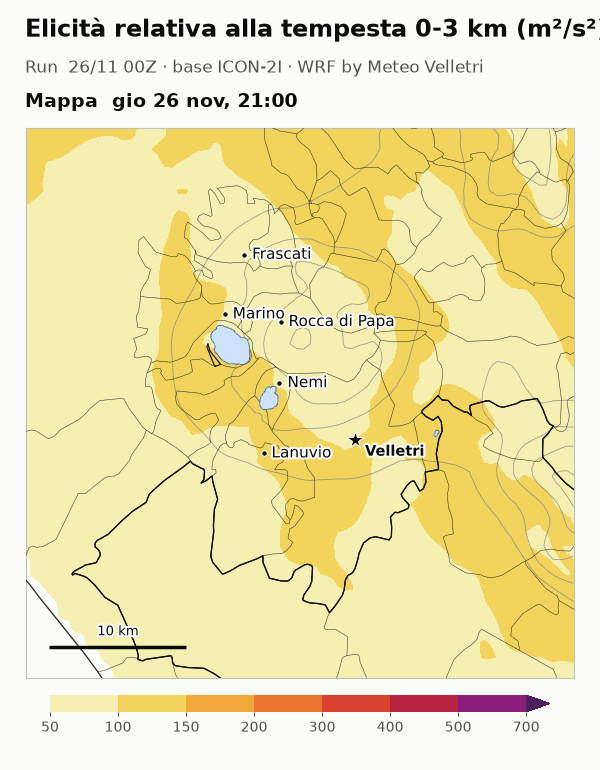 Elicità relativa alla tempesta 0-3 km (m²/s²)
Run  26/11 00Z · base ICON-2I · WRF by Meteo Velletri
Mappa  gio 26 nov, 21:00
Frascati
Marino
Rocca di Papa
Nemi
Velletri
Lanuvio
10 km
50 100 150 200 300 400 500 700